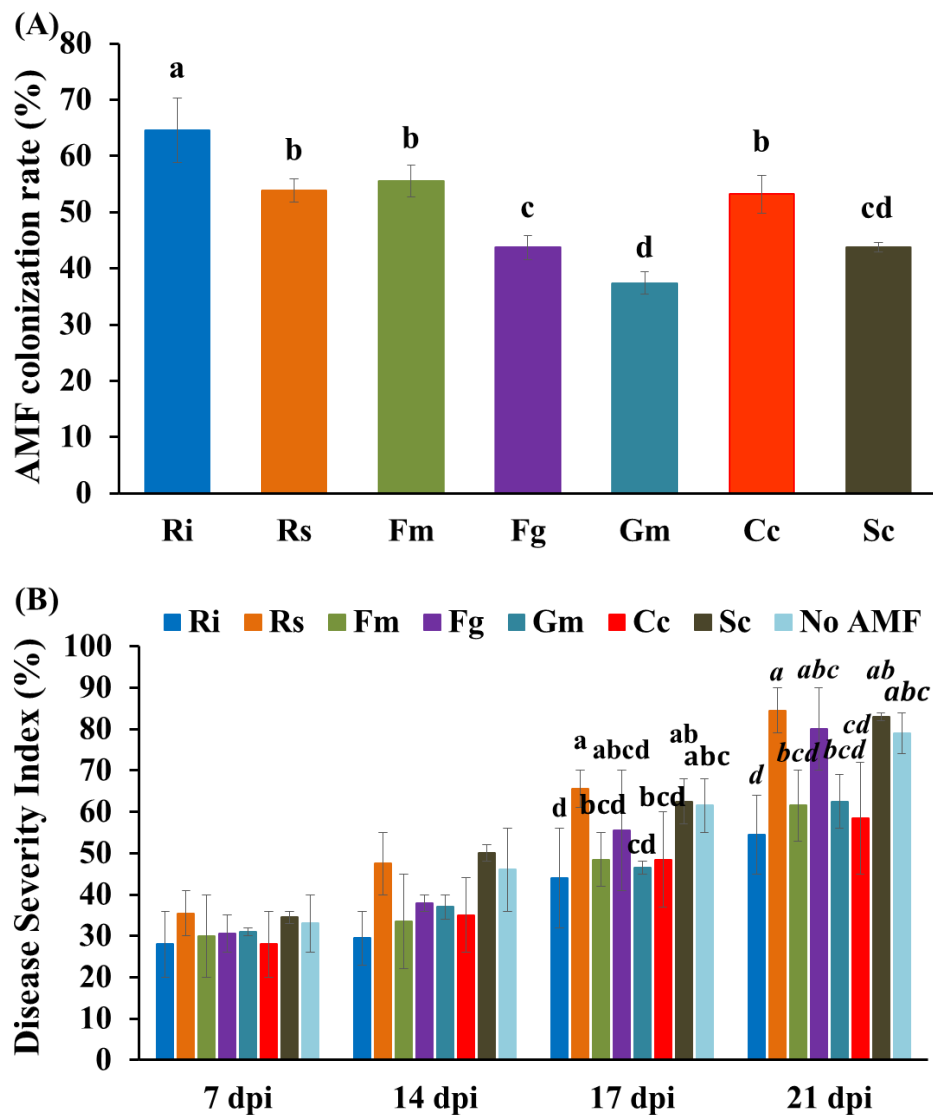 (A)
AMF colonization rate (%)
80
70
60
50
40
30
20
10
0
a
b
b
c
d
b
cd
Ri Rs Fm Fg Gm Cc Sc
(B)
Ri Rs Fm Fg Gm Cc Sc No AMF
Disease Severity Index (%)
100
90
80
70
60
50
40
30
20
10
0
d
a
bcd
abcd
cd
bcd
ab
abc
d
a
bcd
abc
bcd
cd
ab
abc
7 dpi 14 dpi 17 dpi 21 dpi